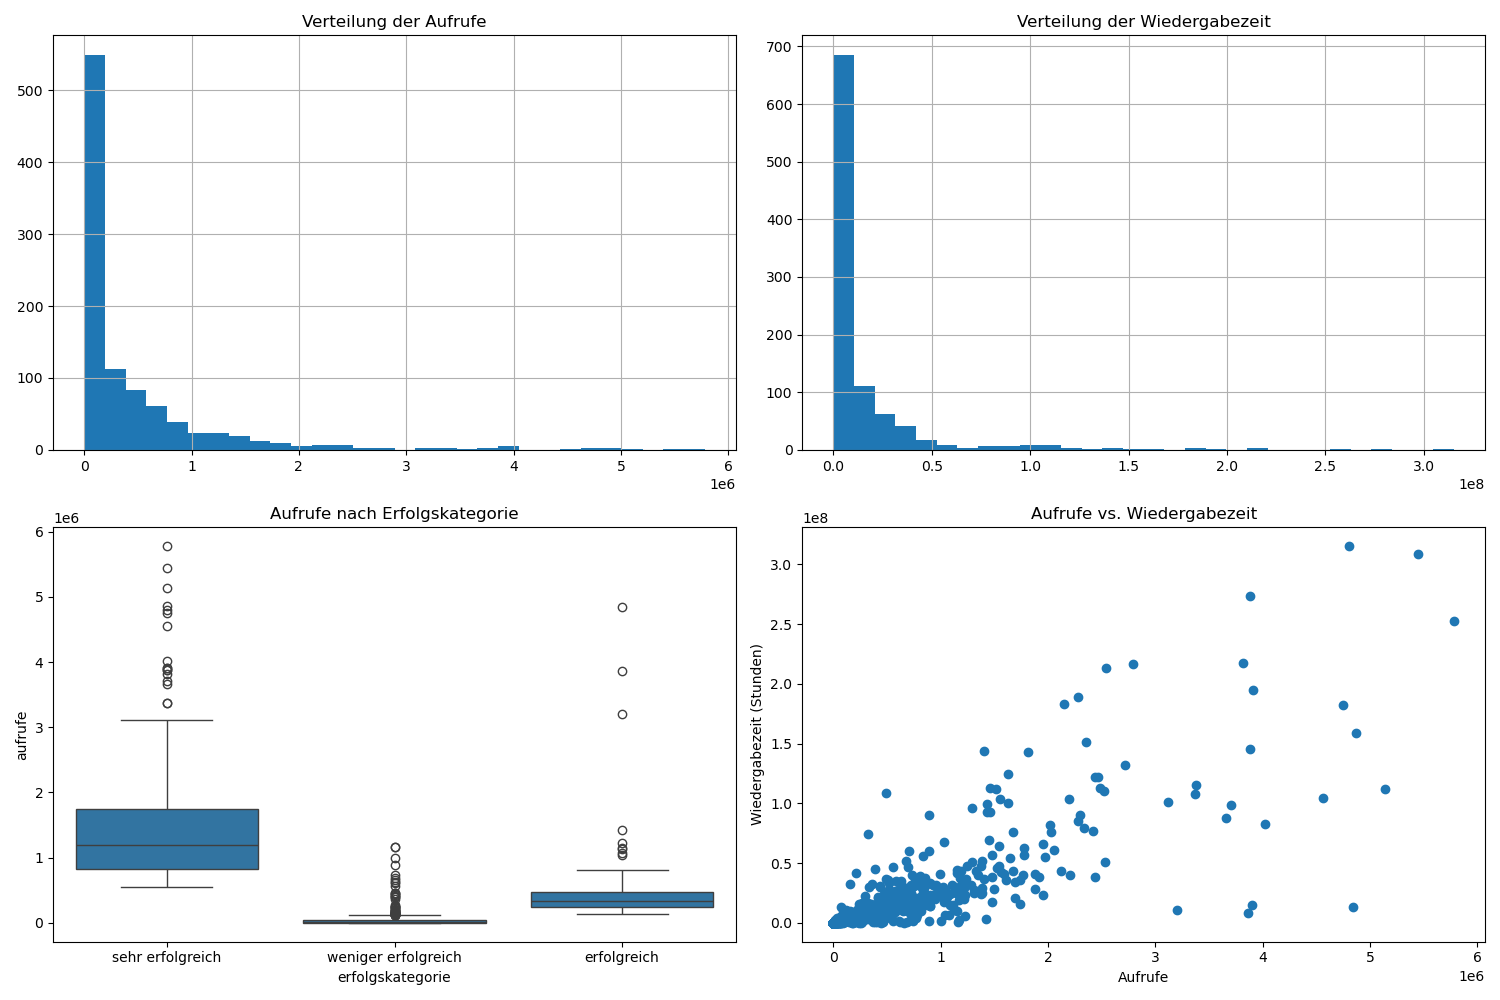 Verteilung der Aufrufe
500
400
300
200
100
0
0 1 2 3 4 5 6
1e6
Verteilung der Wiedergabezeit
700
600
500
400
300
200
100
0
0.0 0.5 1.0 1.5 2.0 2.5 3.0
1e8
Aufrufe nach Erfolgskategorie
1e6
6
5
4
3
2
1
0
aufrufe
sehr erfolgreich weniger erfolgreich erfolgreich
erfolgskategorie
Aufrufe vs. Wiedergabezeit
1e8
3.0
2.5
2.0
1.5
1.0
0.5
0.0
Wiedergabezeit (Stunden)
0 1 2 3 4 5 6
1e6
Aufrufe